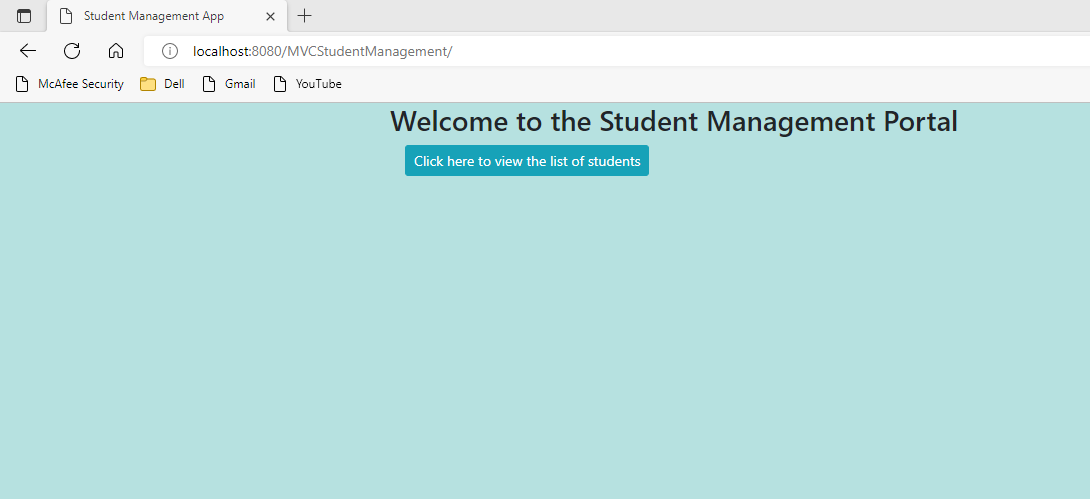 Student Management App
localhost:8080/MVCStudentManagement/
McAfee Security Dell Gmail YouTube
Welcome to the Student Management Portal
Click here to view the list of students